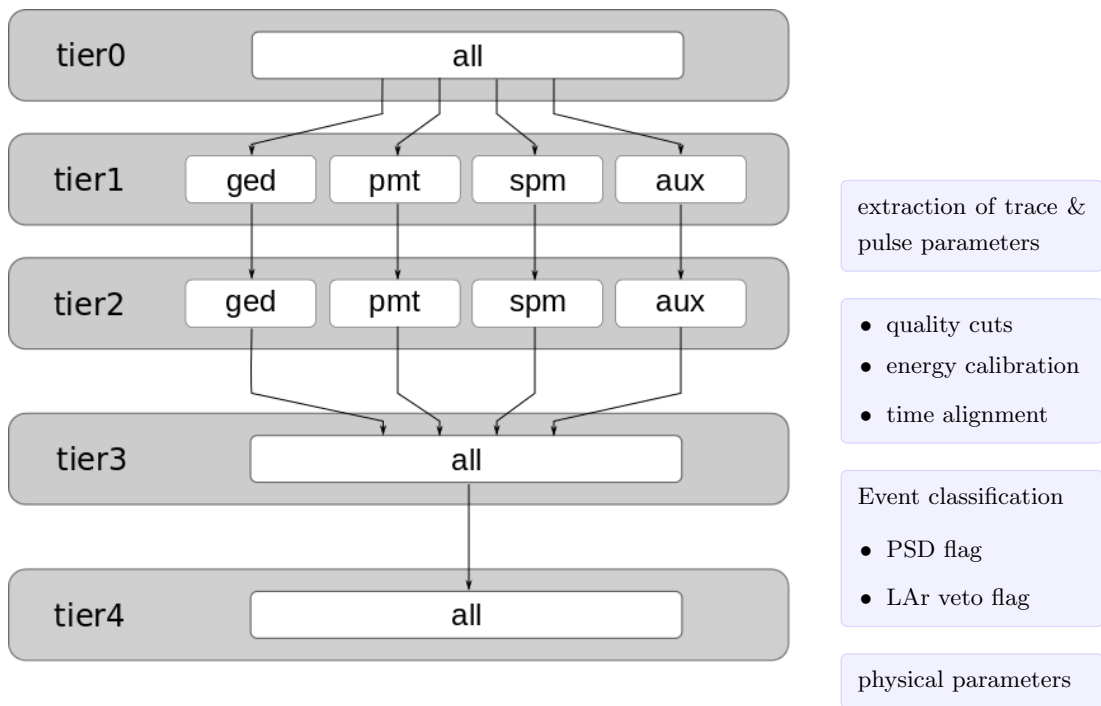 tier0
all
tier1
ged pmt spm aux
tier2
ged pmt spm aux
tier3
all
tier4
all
extraction of trace &
pulse parameters
• quality cuts
• energy calibration
• time alignment
Event classification
• PSD flag
• LAr veto flag
physical parameters